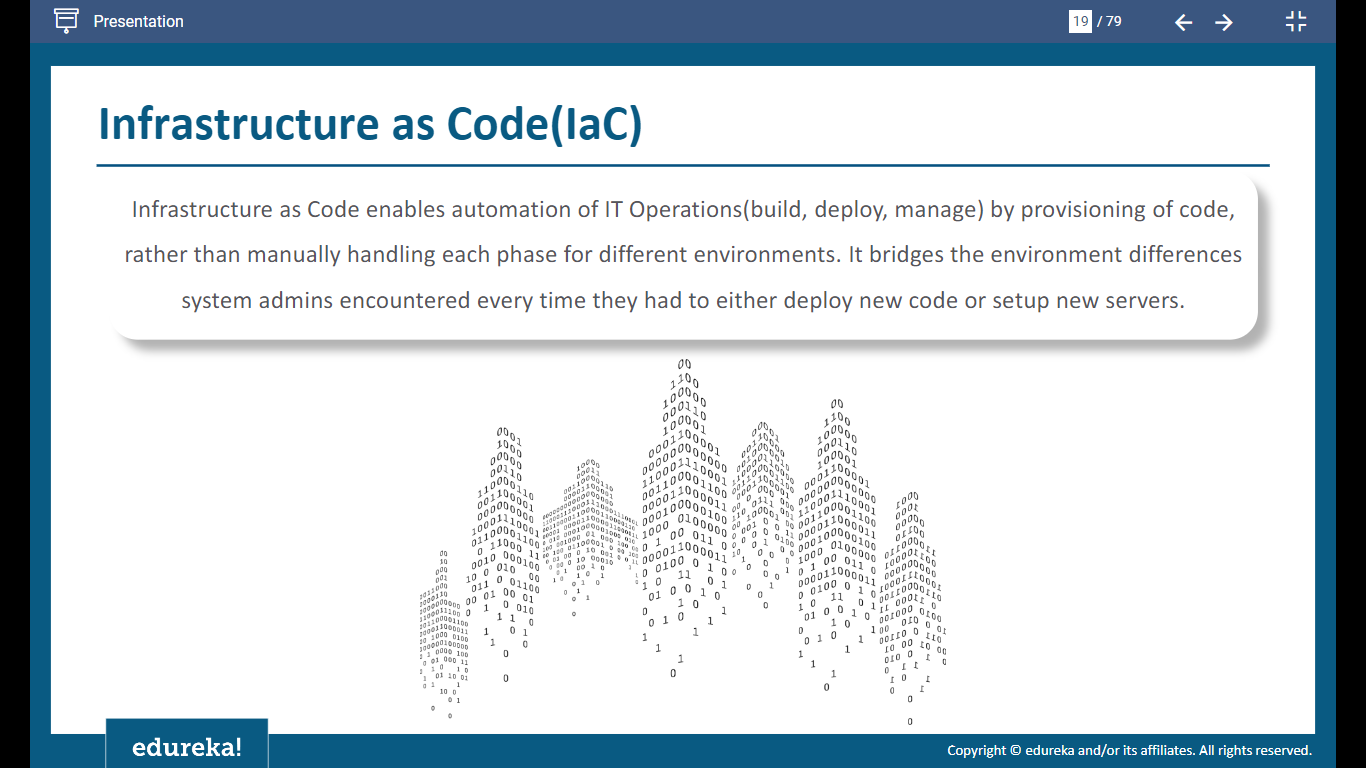 Presentation
19 / 79
Infrastructure as Code(IaC)
Infrastructure as Code enables automation of IT Operations(build, deploy, manage) by provisioning of code,
rather than manually handling each phase for different environments. It bridges the environment differences
system admins encountered every time they had to either deploy new code or setup new servers.
edureka!
Copyright © edureka and/or its affiliates. All rights reserved.